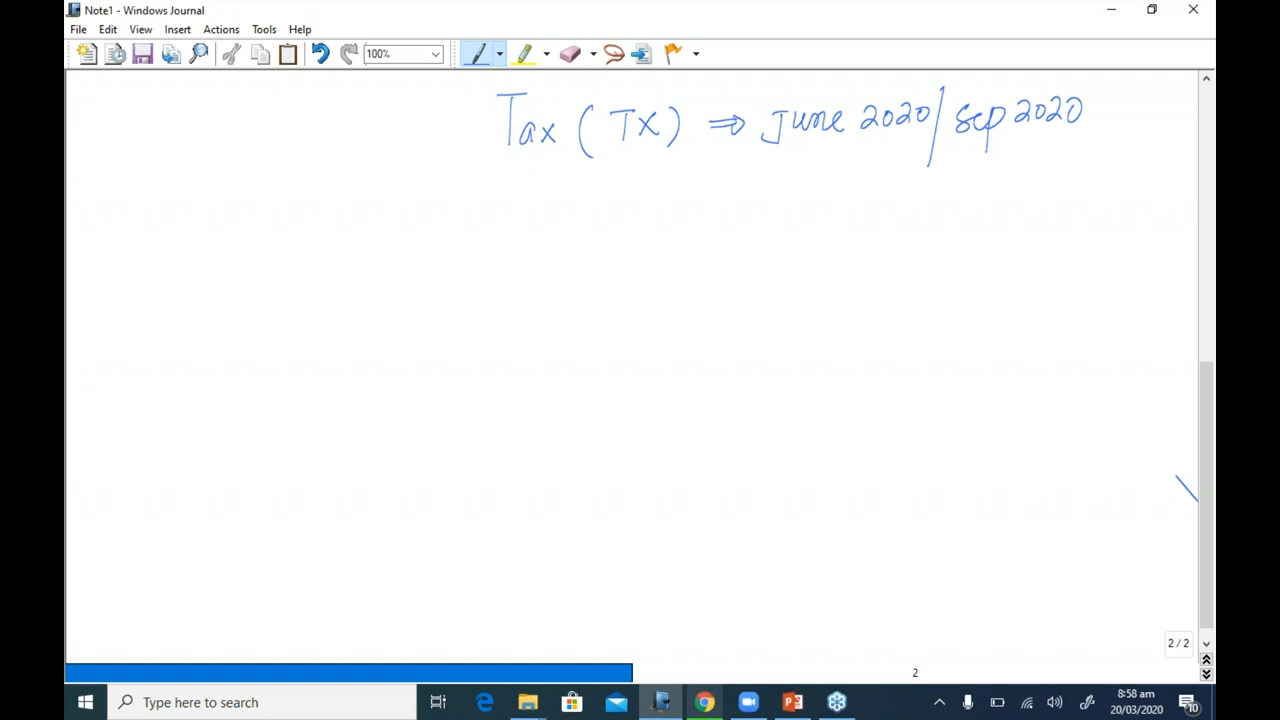 Note1 - Windows Journal
File Edit View Insert Actions Tools Help
100%
Tax (TX) ⇒ June 2020/ Sep 2020
2 / 2
2
Type here to search
8:58 am
20/03/2020
10